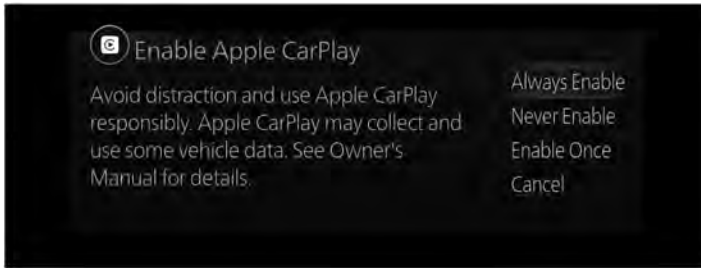 Enable Apple CarPlay
Avoid distraction and use Apple CarPlay
responsibly. Apple CarPlay may collect and
use some vehicle data. See Owner's
Manual for details.
Always Enable
Never Enable
Enable Once
Cancel